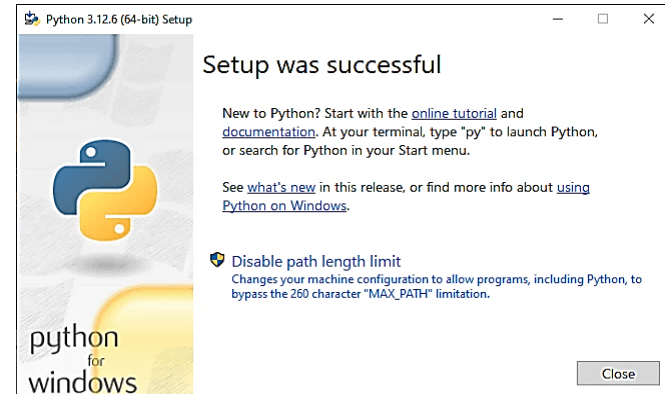 Python 3.12.6 (64-bit) Setup
Setup was successful
New to Python? Start with the online tutorial and
documentation. At your terminal, type "py" to launch Python,
or search for Python in your Start menu.
See what's new in this release, or find more info about using
Python on Windows.
Disable path length limit
Changes your machine configuration to allow programs, including Python, to
bypass the 260 character "MAX_PATH" limitation.
python
for
windows
Close